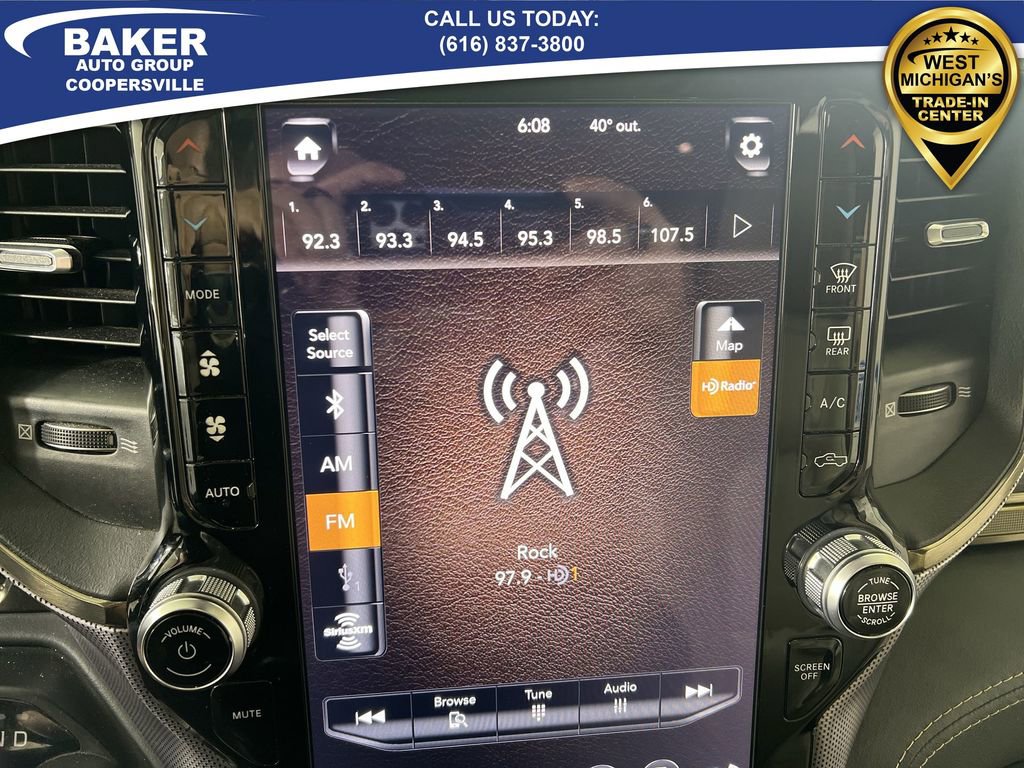 BAKER
AUTO GROUP
COOPERSVILLE
CALL US TODAY:
(616) 837-3800
WEST
MICHIGAN'S
TRADE-IN
CENTER
6:08 40° out.
1. 2. 3. 4. 5. 6.
92.3 93.3 94.5 95.3 98.5 107.5
MODE
AUTO
Select
Source
AM
FM
1
SiriusXM
Map
HD Radio
Rock
97.9 - HD 1
FRONT
REAR
A/C
VOLUME
MUTE
TUNE
BROWSE
ENTER
SCROLL
SCREEN
OFF
Browse Tune Audio
N D